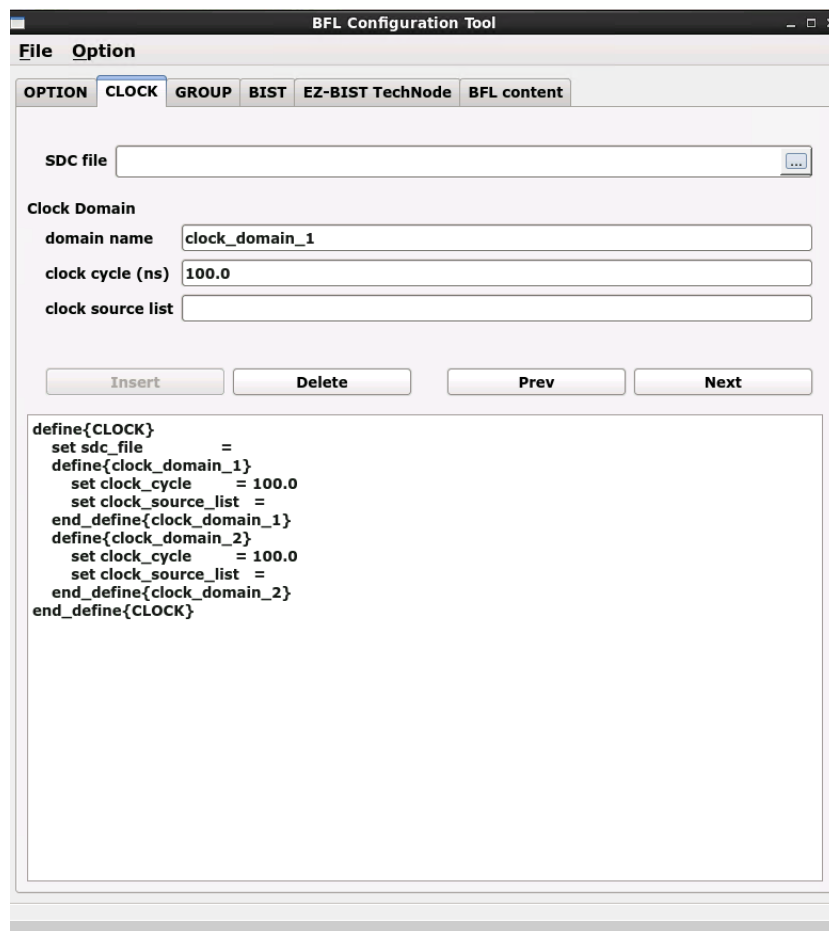 BFL Configuration Tool
File Option
OPTION CLOCK GROUP BIST EZ-BIST TechNode BFL content
SDC file ...
Clock Domain
domain name clock_domain_1
clock cycle (ns) 100.0
clock source list
Insert Delete Prev Next
define{CLOCK}
set sdc_file =
define{clock_domain_1}
set clock_cycle = 100.0
set clock_source_list =
end_define{clock_domain_1}
define{clock_domain_2}
set clock_cycle = 100.0
set clock_source_list =
end_define{clock_domain_2}
end_define{CLOCK}